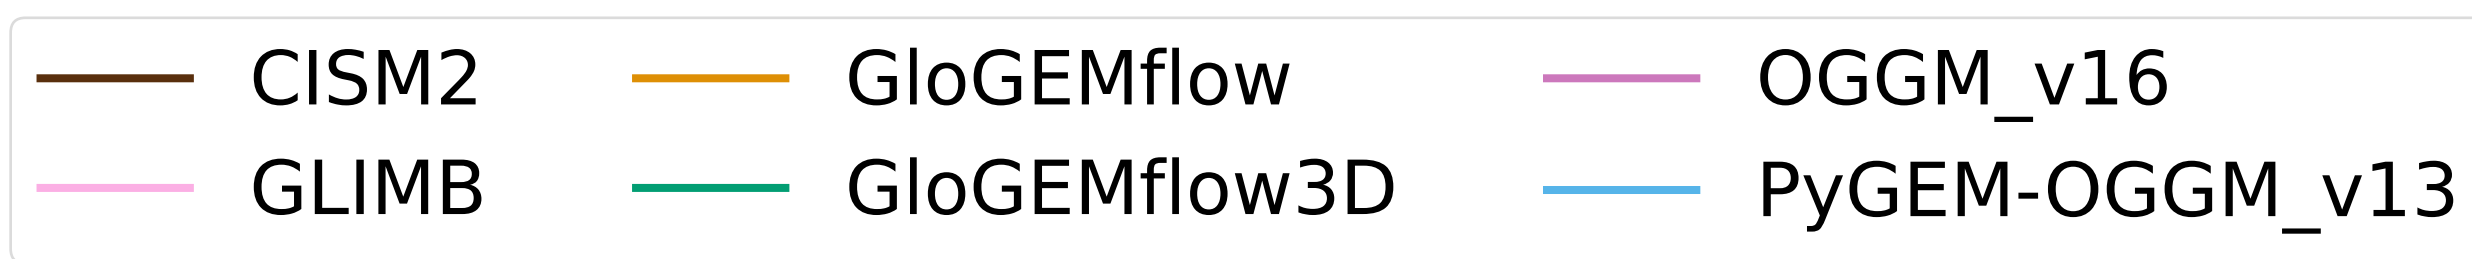 CISM2 GloGEMflow OGGM_v16
GLIMB GloGEMflow3D PyGEM-OGGM_v13